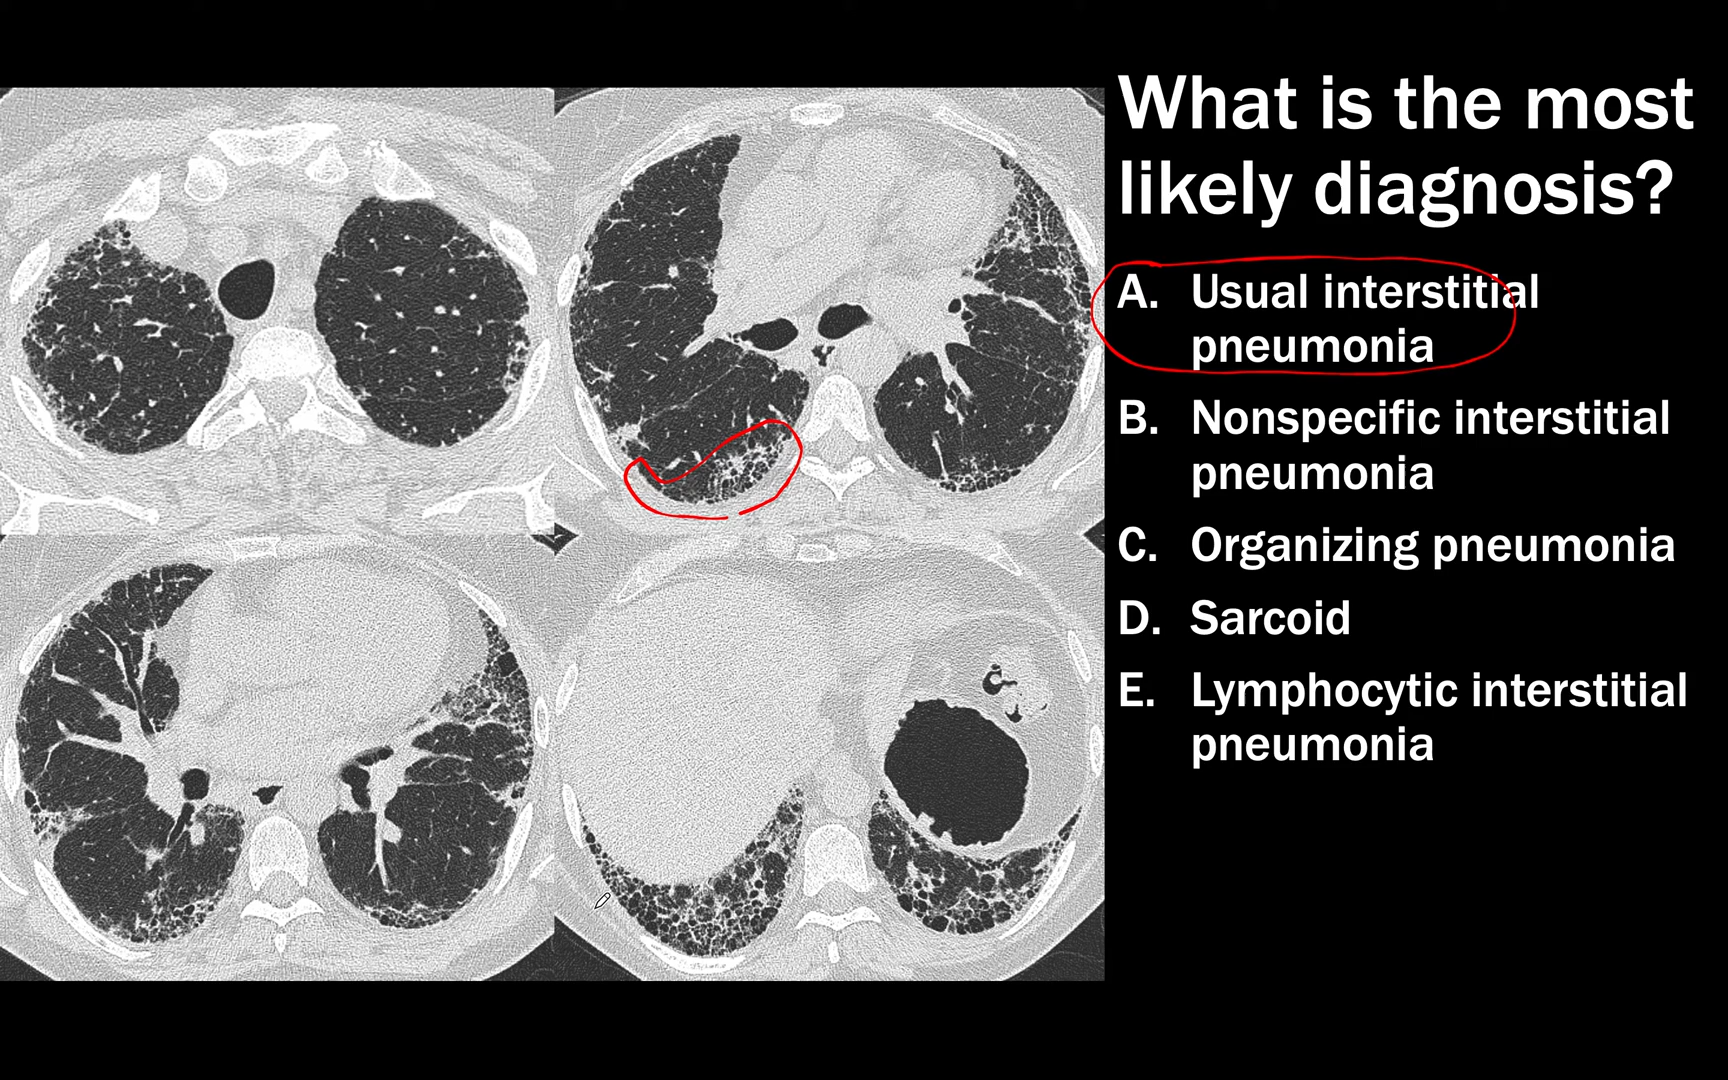 What is the most
likely diagnosis?
A. Usual interstitial
pneumonia
B. Nonspecific interstitial
pneumonia
C. Organizing pneumonia
D. Sarcoid
E. Lymphocytic interstitial
pneumonia